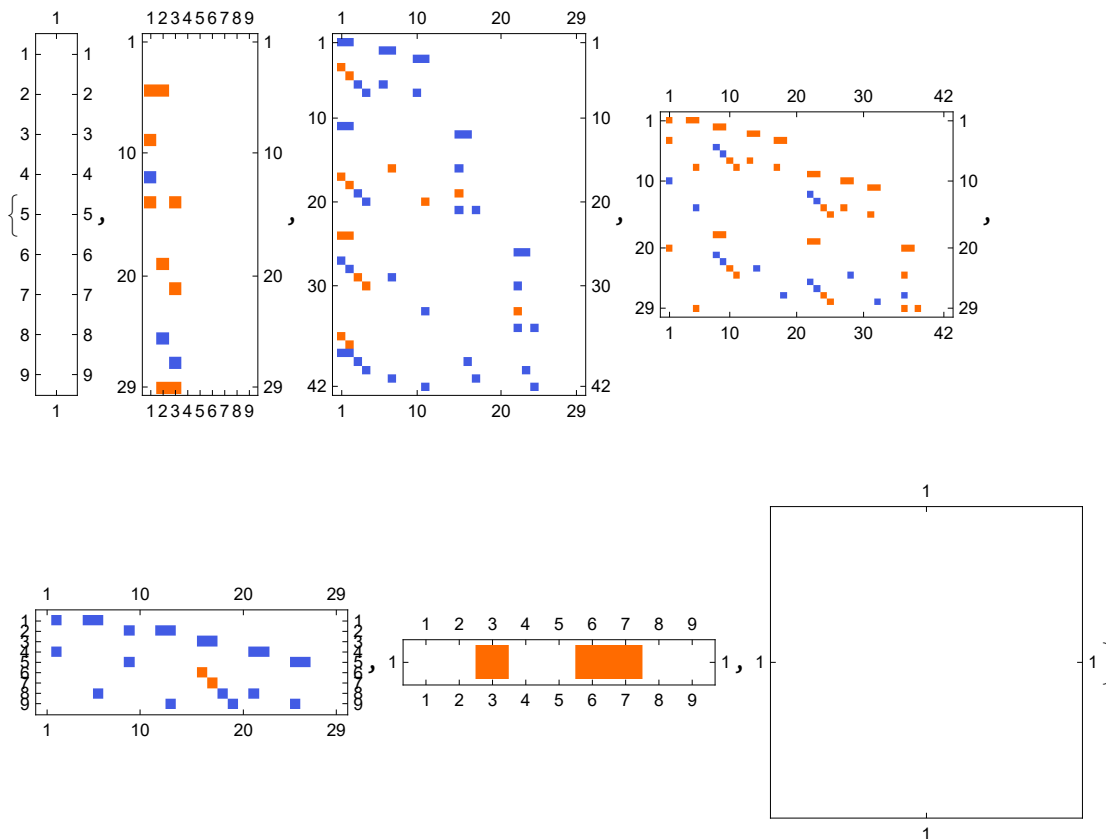 1 1 2 3 4 5 6 7 8 9 1 10 20 29
1 1 1 1 1 1
2 2
1 10 20 29 42
3 3 10 10 10 10 1 1
4 4
{ 5 5 , 20 20 , 20 20 , 10 10 ,
6 6
7 7 30 30 20 20
8 8 29 29
9 9 29 29 42 42 1 10 20 30 42
1 1 2 3 4 5 6 7 8 9 1 10 20 29
1
1 10 20 29
1 1
2 2 1 2 3 4 5 6 7 8 9
3 3
4 4
5 5 , 1 1 , 1 1 }
6 6
7 7 1 2 3 4 5 6 7 8 9
8 8
9 9
1 10 20 29
1